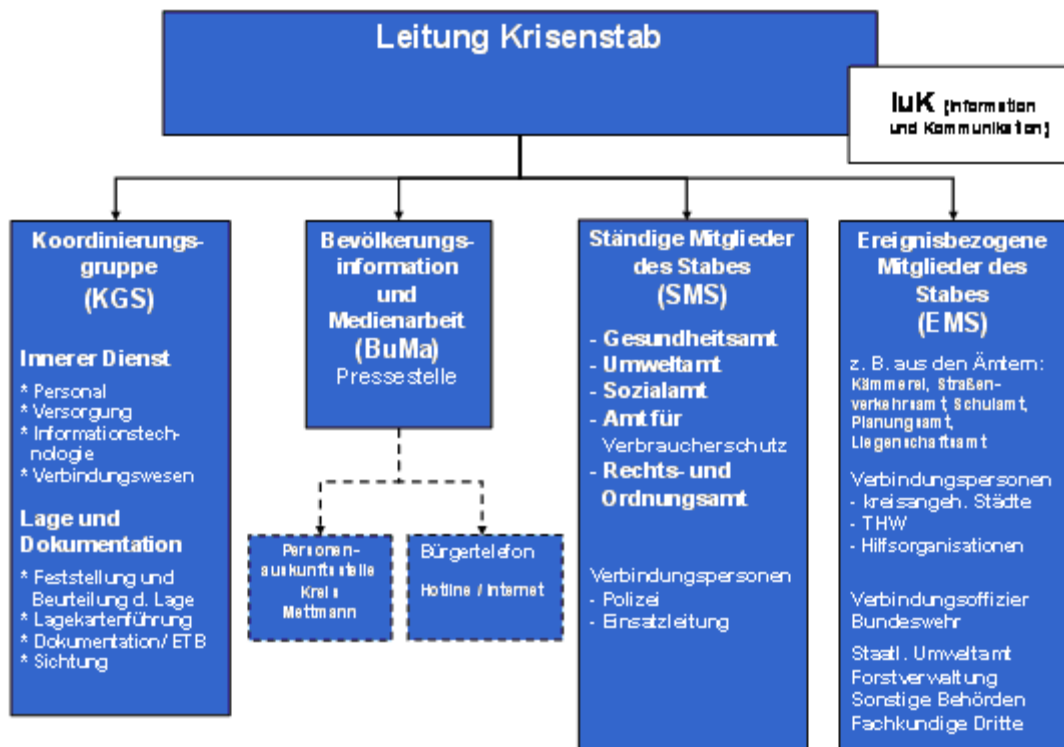 Leitung Krisenstab
IuK [Information
und Kommunikation]
Koordinierungs-
gruppe
(KGS)
Innerer Dienst
* Personal
* Versorgung
* Informationstech-
nologie
* Verbindungswesen
Lage und
Dokumentation
* Feststellung und
Beurteilung d. Lage
* Lagekartenführung
* Dokumentation/ ETB
* Sichtung
Bevölkerungs-
information
und
Medienarbeit
(BuMa)
Pressestelle
Personen-
auskunftsstelle
Kreis
Mettmann
Bürgertelefon
Hotline / Internet
Ständige Mitglieder
des Stabes
(SMS)
- Gesundheitsamt
- Umweltamt
- Sozialamt
- Amt für
Verbraucherschutz
- Rechts- und
Ordnungsamt
Verbindungspersonen
- Polizei
- Einsatzleitung
Ereignisbezogene
Mitglieder des
Stabes
(EMS)
z. B. aus den Ämtern:
Kämmerei, Straßen-
verkehrsamt, Schulamt,
Planungsamt,
Liegenschaftsamt
Verbindungspersonen
- kreisangeh. Städte
- THW
- Hilfsorganisationen
Verbindungsoffizier
Bundeswehr
Staatl. Umweltamt
Forstverwaltung
Sonstige Behörden
Fachkundige Dritte